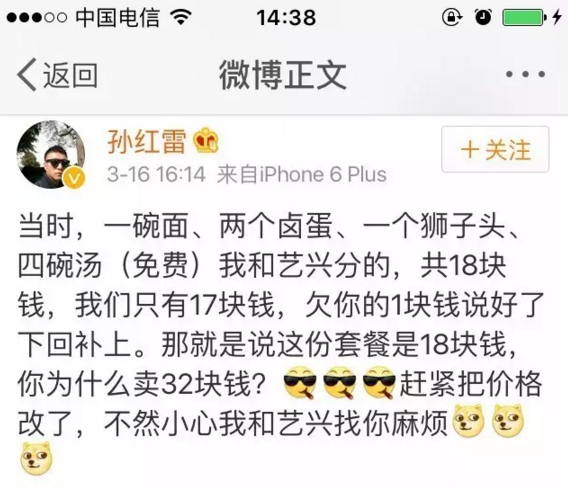 中国电信 14:38
返回 微博正文
孙红雷
3-16 16:14 来自iPhone 6 Plus
+关注
当时，一碗面、两个卤蛋、一个狮子头、
四碗汤（免费）我和艺兴分的，共18块
钱，我们只有17块钱，欠你的1块钱说好了
下回补上。那就是说这份套餐是18块钱，
你为什么卖32块钱？赶紧把价格
改了，不然小心我和艺兴找你麻烦